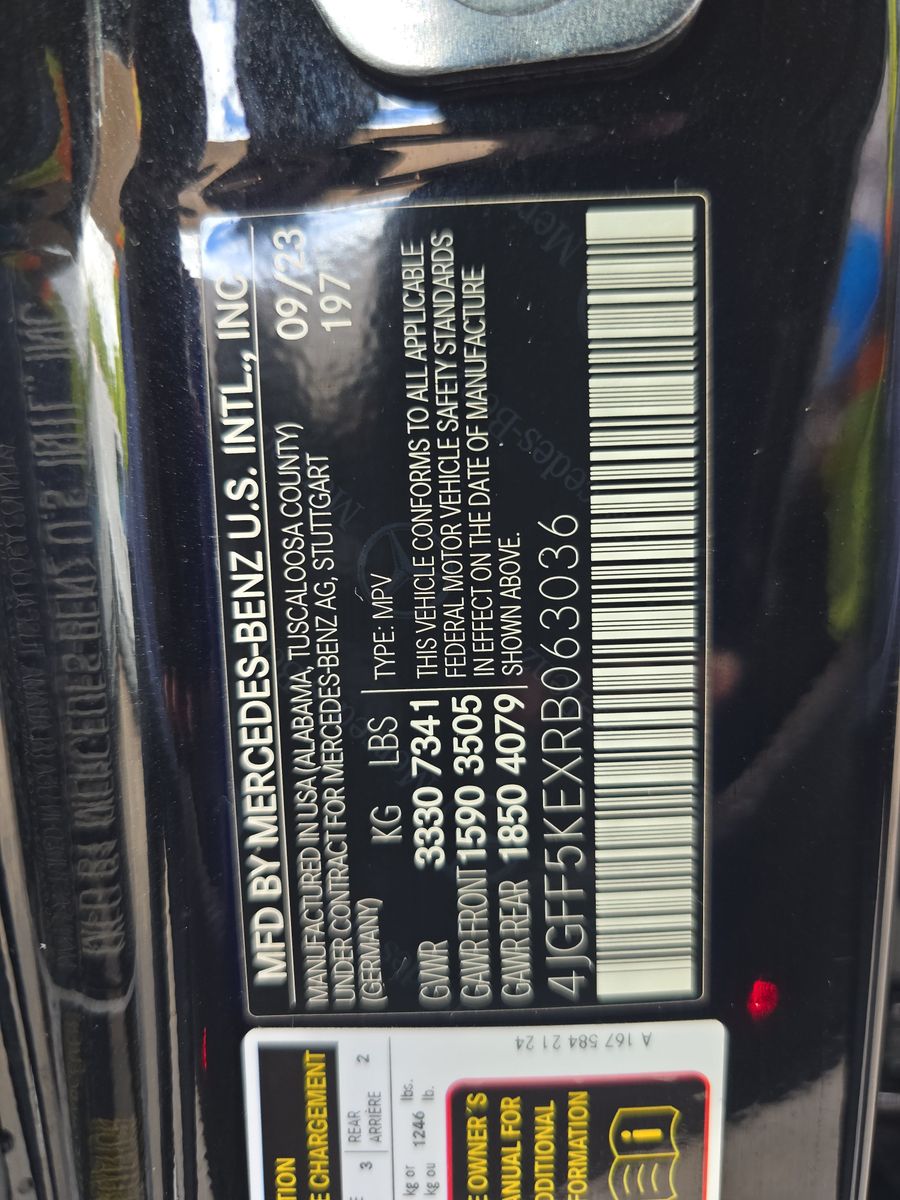 MFD BY MERCEDES-BENZ U.S. INTL., INC
MANUFACTURED IN USA (ALABAMA, TUSCALOOSA COUNTY) 09/23
UNDER CONTRACT FOR MERCEDES-BENZ AG, STUTTGART 197
(GERMANY) KG LBS TYPE: MPV
GVWR 3330 7341 THIS VEHICLE CONFORMS TO ALL APPLICABLE
GAWR FRONT 1590 3505 FEDERAL MOTOR VEHICLE SAFETY STANDARDS
GAWR REAR 1850 4079 IN EFFECT ON THE DATE OF MANUFACTURE
SHOWN ABOVE.
4JGFF5KEXRB063036
A 167 584 21 24
TION
E CHARGEMENT
3 REAR 2
ARRIÈRE
kg or 1246 lbs.
kg ou lb.
E OWNER´S
ANUAL FOR
DDITIONAL
FORMATION
i